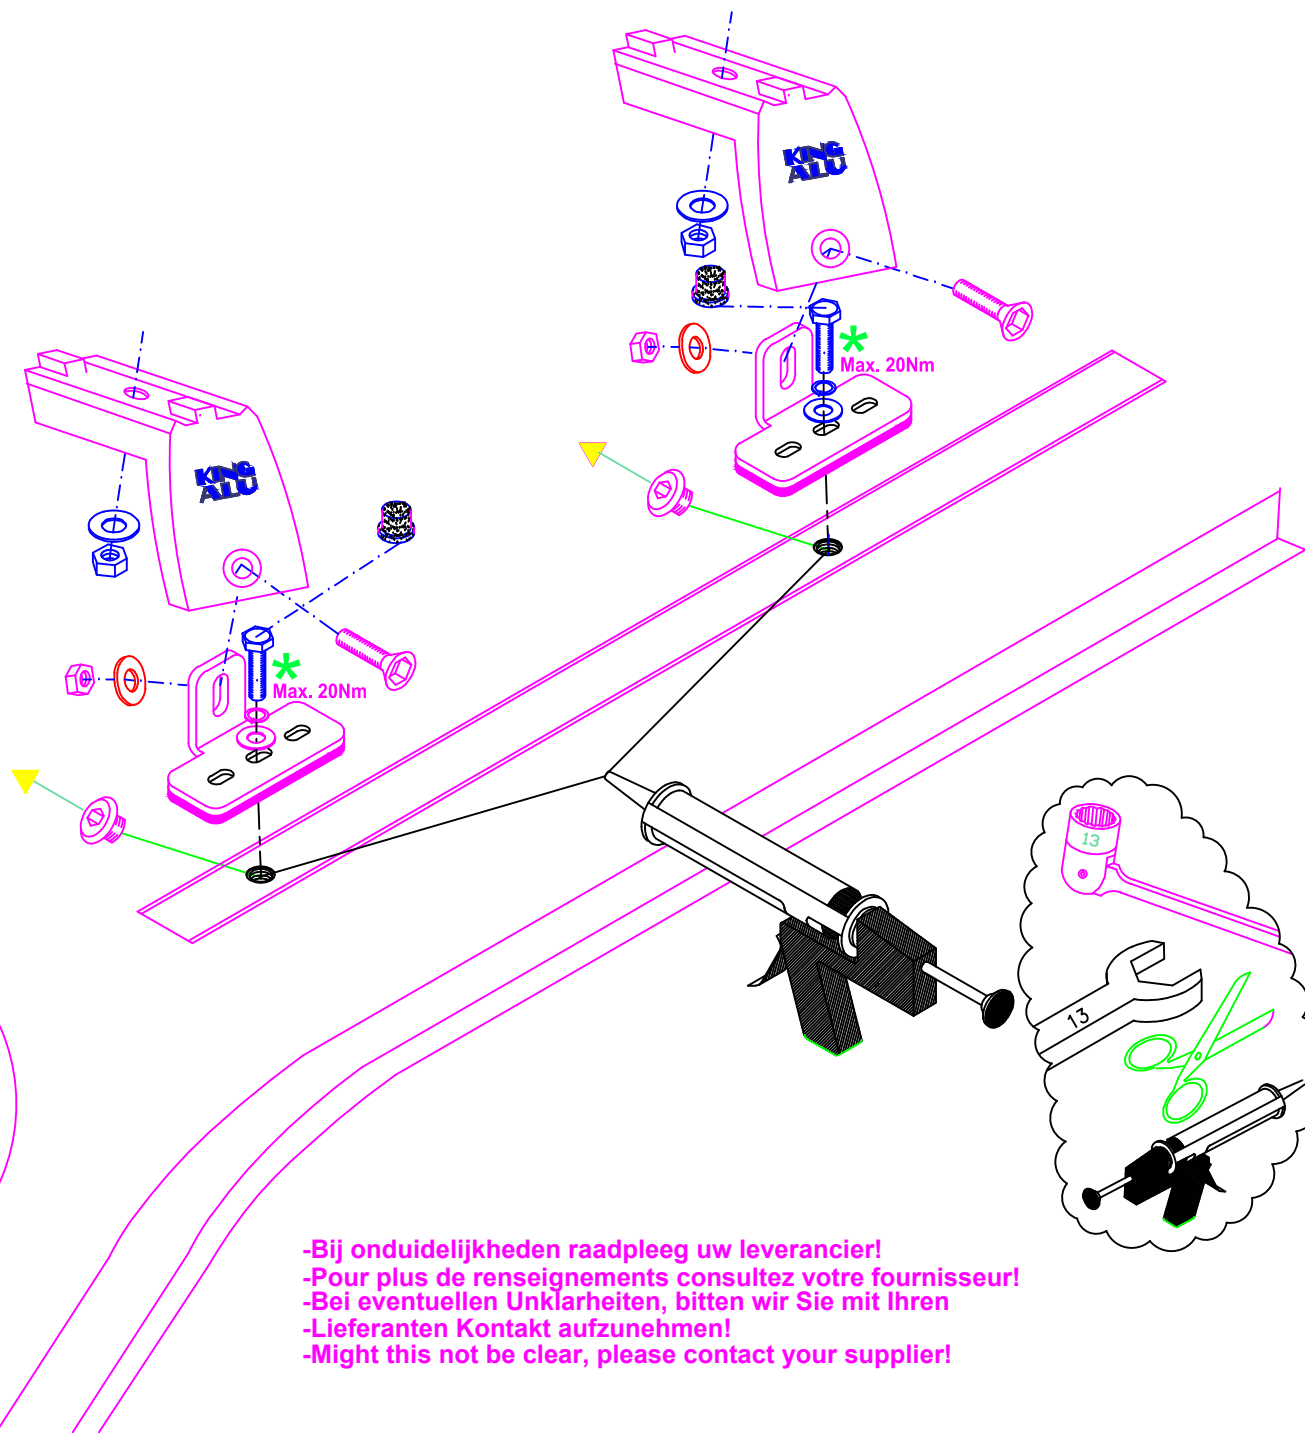 KING
ALU
Max. 20Nm
KING
ALU
Max. 20Nm
13
13
-Bij onduidelijkheden raadpleeg uw leverancier!
-Pour plus de renseignements consultez votre fournisseur!
-Bei eventuellen Unklarheiten, bitten wir Sie mit Ihren
-Lieferanten Kontakt aufzunehmen!
-Might this not be clear, please contact your supplier!